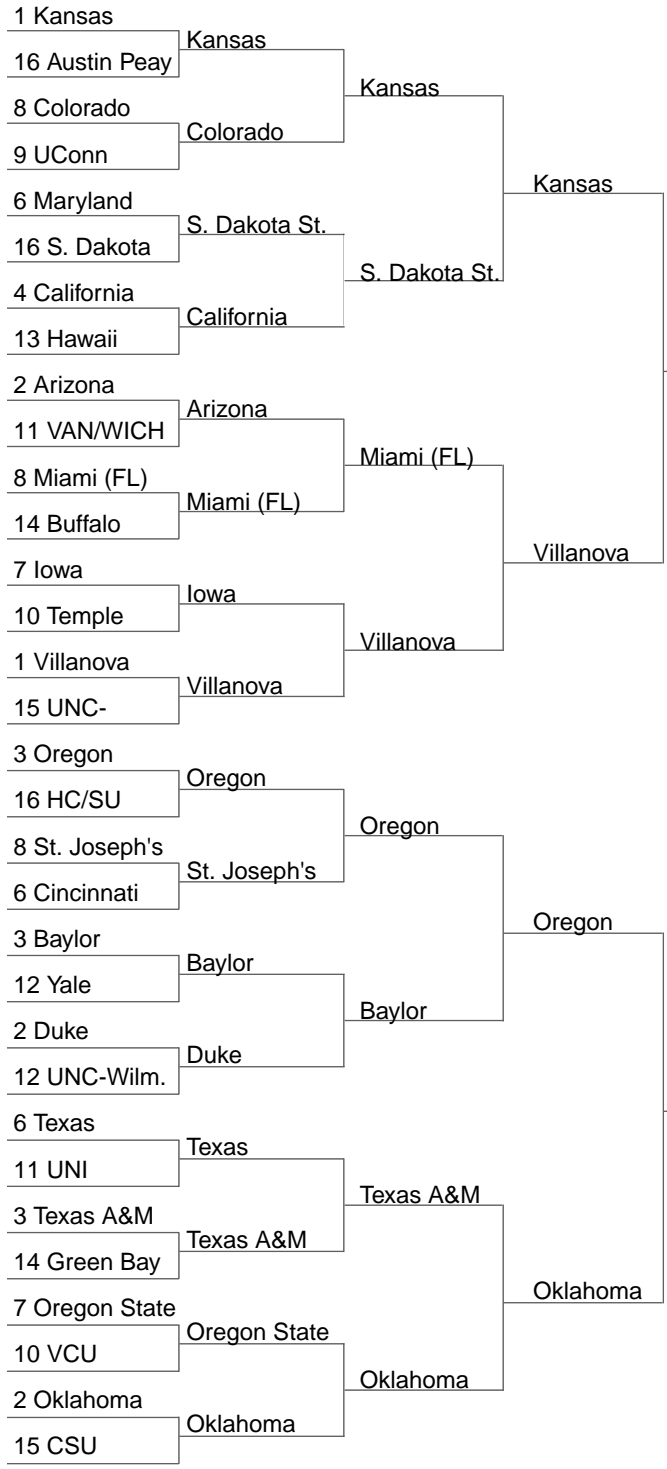 1 Kansas
16 Austin Peay
8 Colorado
9 UConn
6 Maryland
16 S. Dakota
4 California
13 Hawaii
2 Arizona
11 VAN/WICH
8 Miami (FL)
14 Buffalo
7 Iowa
10 Temple
1 Villanova
15 UNC-
3 Oregon
16 HC/SU
8 St. Joseph's
6 Cincinnati
3 Baylor
12 Yale
2 Duke
12 UNC-Wilm.
6 Texas
11 UNI
3 Texas A&M
14 Green Bay
7 Oregon State
10 VCU
2 Oklahoma
15 CSU
Kansas
Colorado
S. Dakota St.
California
Arizona
Miami (FL)
Iowa
Villanova
Oregon
St. Joseph's
Baylor
Duke
Texas
Texas A&M
Oregon State
Oklahoma
Kansas
S. Dakota St.
Miami (FL)
Villanova
Oregon
Baylor
Texas A&M
Oklahoma
Kansas
Villanova
Oregon
Oklahoma